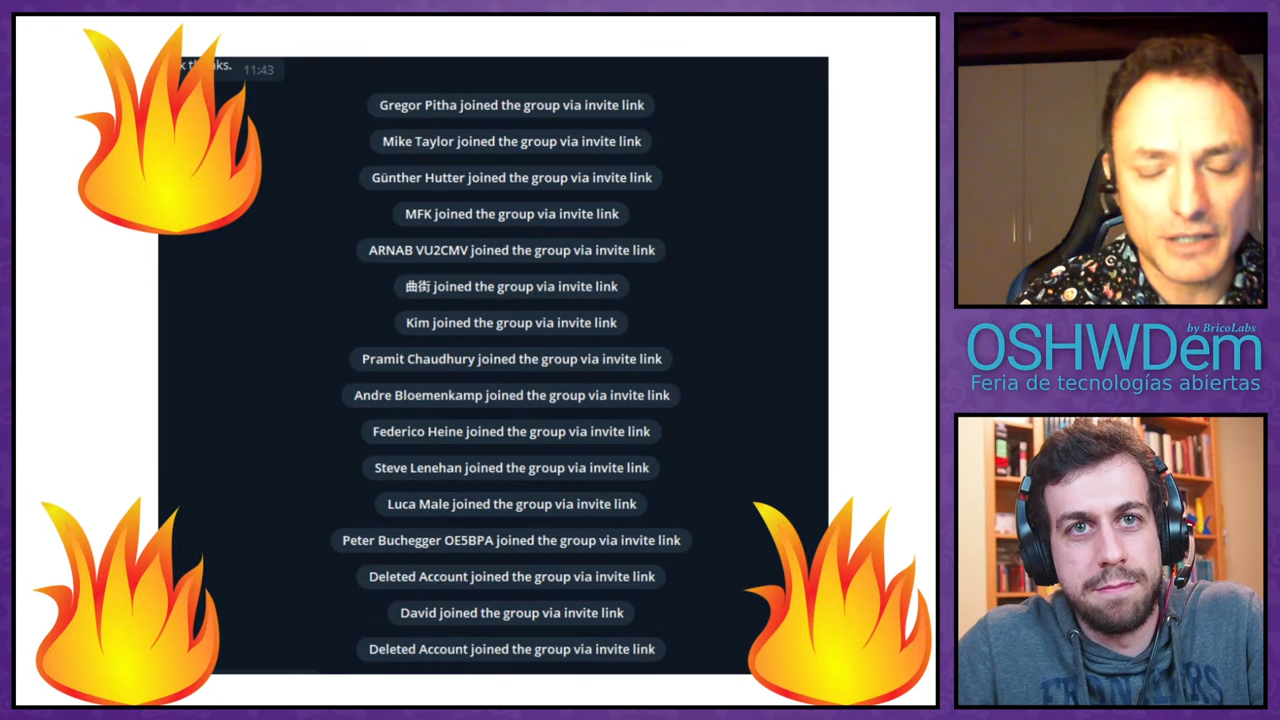 ks.
11:43
Gregor Pitha joined the group via invite link
Mike Taylor joined the group via invite link
Günther Hutter joined the group via invite link
MFK joined the group via invite link
ARNAB VU2CMV joined the group via invite link
曲街 joined the group via invite link
Kim joined the group via invite link
Pramit Chaudhury joined the group via invite link
Andre Bloemenkamp joined the group via invite link
Federico Heine joined the group via invite link
Steve Lenehan joined the group via invite link
Luca Male joined the group via invite link
Peter Buchegger OE5BPA joined the group via invite link
Deleted Account joined the group via invite link
David joined the group via invite link
Deleted Account joined the group via invite link
by BricoLabs
OSHWDem
Feria de tecnologías abiertas